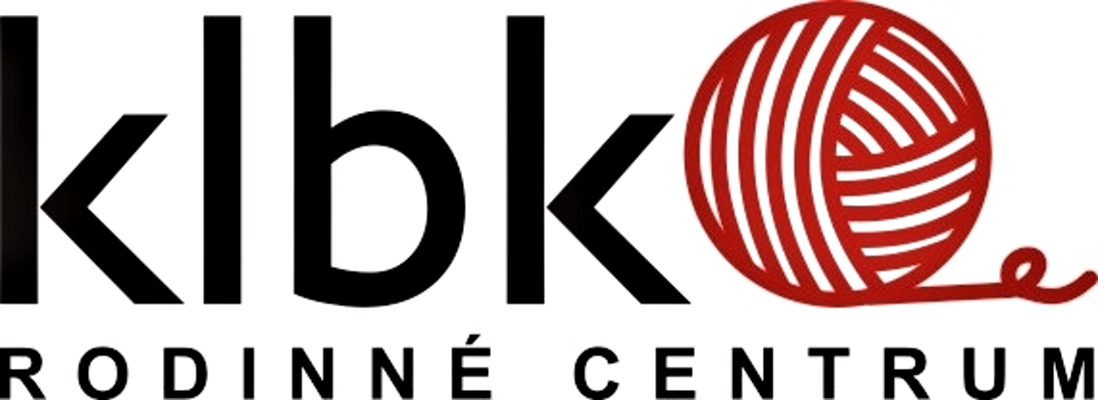 klbko
RODINNÉ CENTRUM